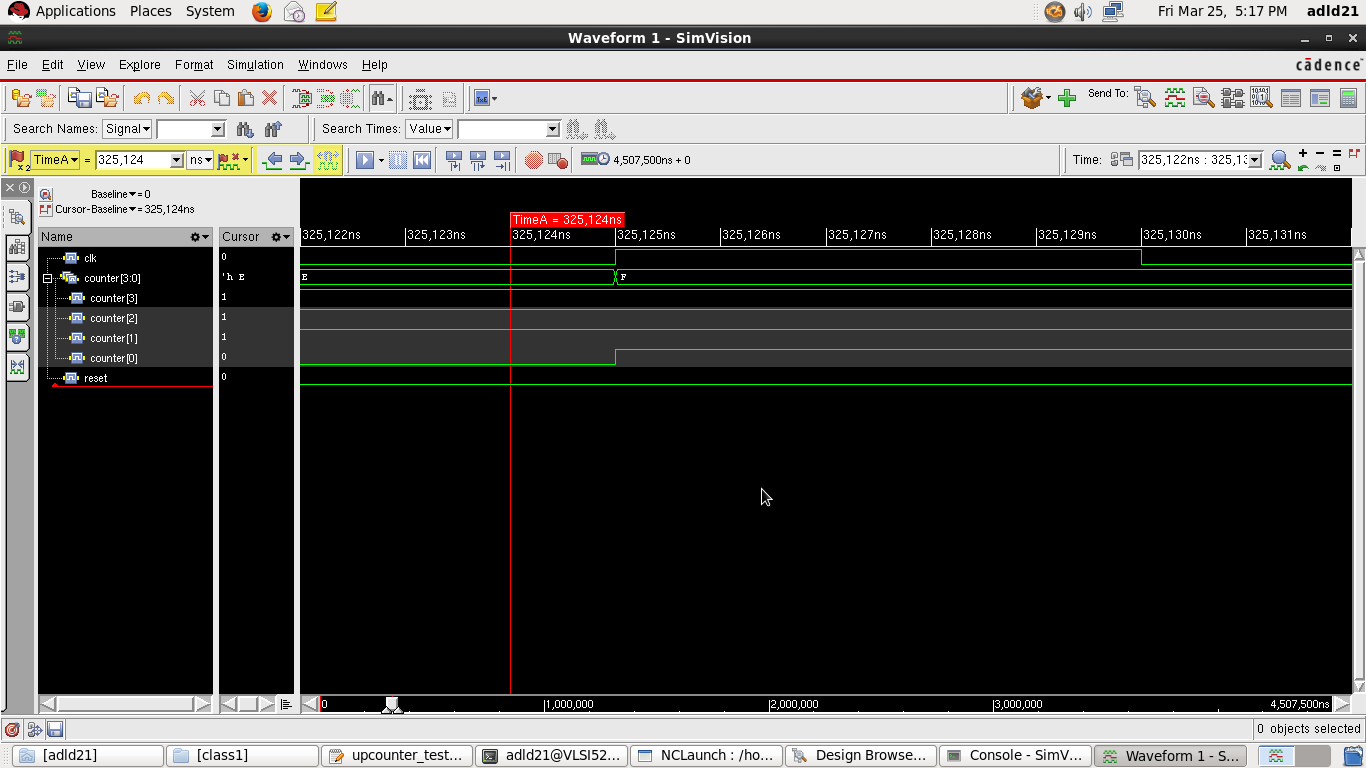 Applications Places System Fri Mar 25, 5:17 PM adld21
Waveform 1 - SimVision
File Edit View Explore Format Simulation Windows Help cādence
Send To:
Search Names: Signal Search Times: Value
TimeA = 325,124 ns 4,507,500ns + 0 Time: 325,122ns : 325,13
x2
Baseline = 0
Cursor-Baseline = 325,124ns
TimeA = 325,124ns
Name Cursor 325,122ns 325,123ns 325,124ns 325,125ns 325,126ns 325,127ns 325,128ns 325,129ns 325,130ns 325,131ns
clk 0
counter[3:0] 'h E E F
counter[3] 1
counter[2] 1
counter[1] 1
counter[0] 0
reset 0
0 1,000,000 2,000,000 3,000,000 4,507,500ns
0 objects selected
[adld21] [class1] upcounter_test... adld21@VLSI52... NCLaunch : /ho... Design Browse... Console - SimV... Waveform 1 - S...